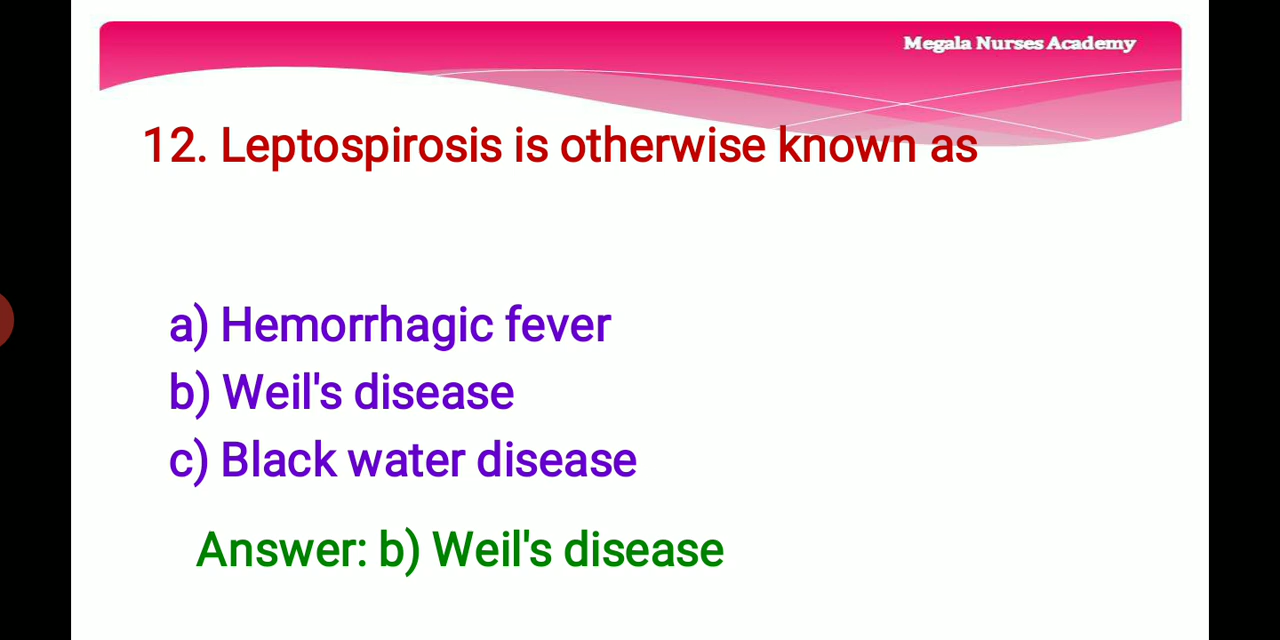 Megala Nurses Academy
12. Leptospirosis is otherwise known as
a) Hemorrhagic fever
b) Weil's disease
c) Black water disease
Answer: b) Weil's disease